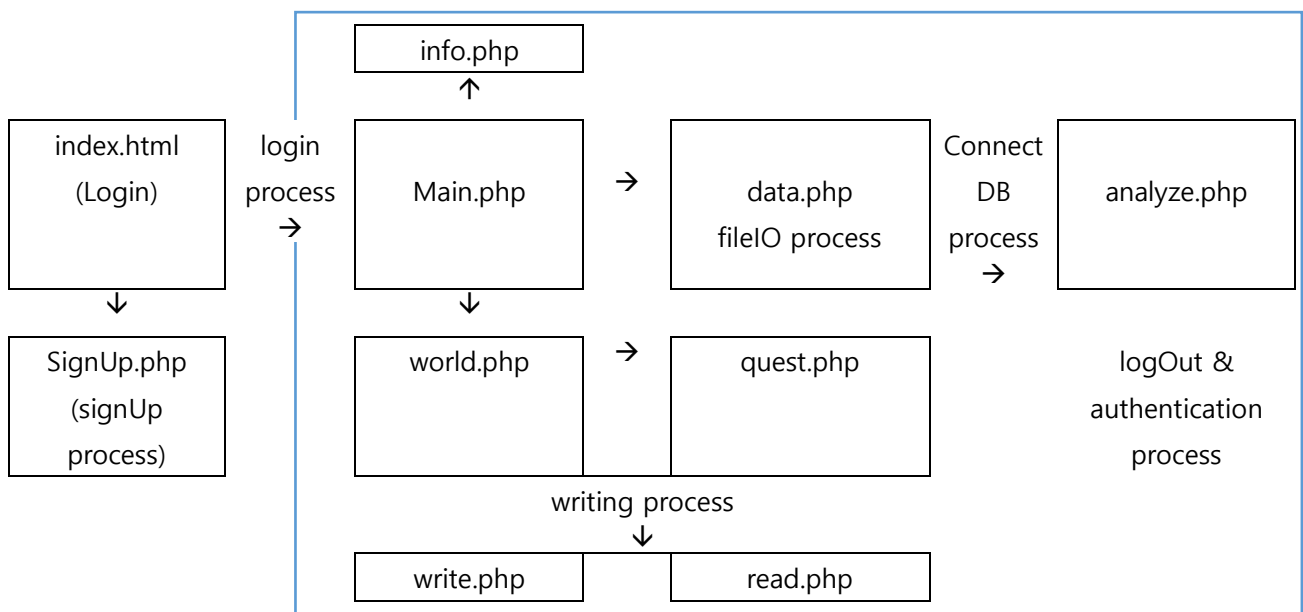 info.php
↑
index.html
(Login)
login
process
→
Main.php
→
data.php
fileIO process
Connect
DB
process
→
analyze.php
↓
↓
SignUp.php
(signUp
process)
world.php
→
quest.php
logOut &
authentication
process
writing process
↓
write.php
read.php